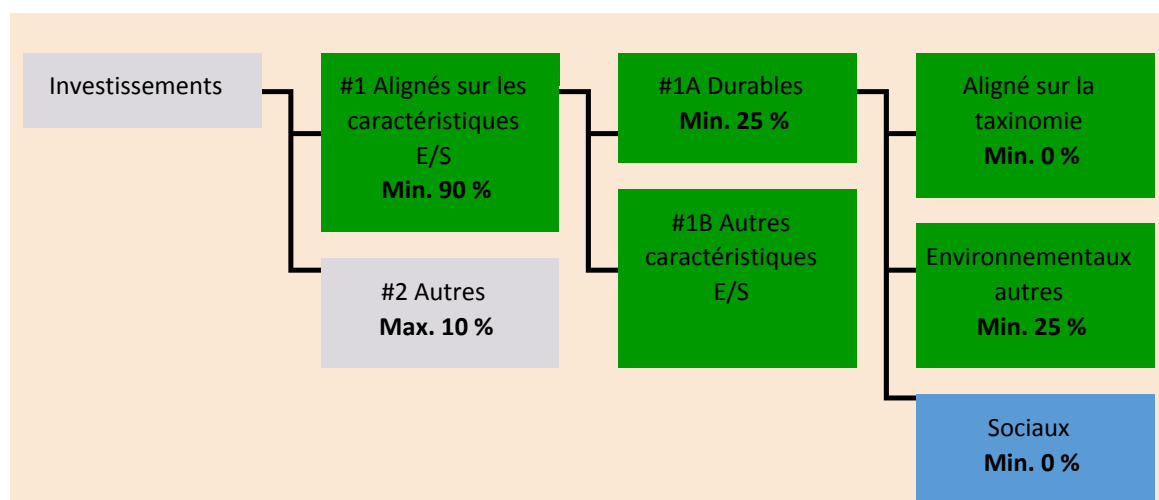 Investissements
#1 Alignés sur les
caractéristiques
E/S
Min. 90 %
#2 Autres
Max. 10 %
#1A Durables
Min. 25 %
#1B Autres
caractéristiques
E/S
Aligné sur la
taxinomie
Min. 0 %
Environnementaux
autres
Min. 25 %
Sociaux
Min. 0 %